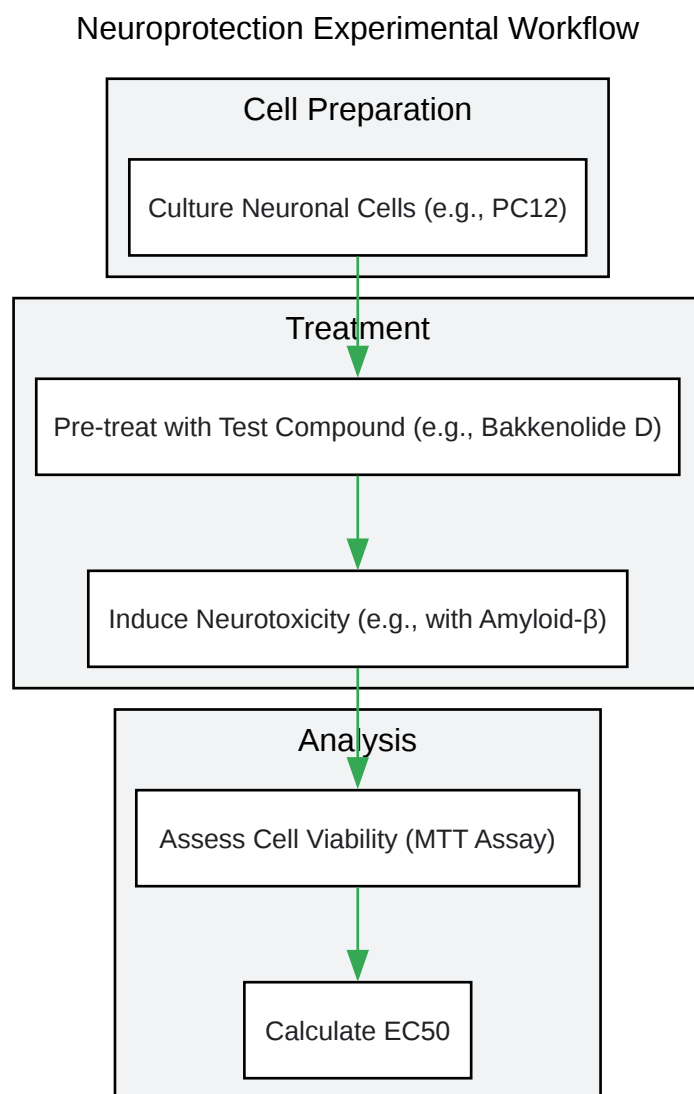 Neuroprotection Experimental Workflow
Cell Preparation
Culture Neuronal Cells (e.g., PC12)
Treatment
Pre-treat with Test Compound (e.g., Bakkenolide D)
Induce Neurotoxicity (e.g., with Amyloid-β)
Analysis
Assess Cell Viability (MTT Assay)
Calculate EC50